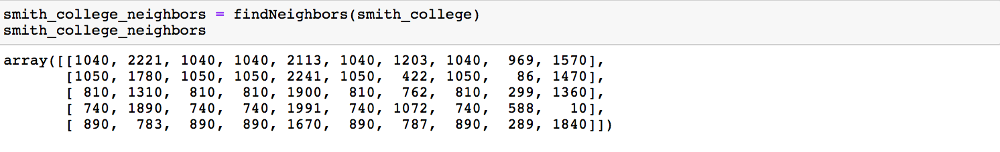 smith_college_neighbors = findNeighbors(smith_college)
smith_college_neighbors
array([[1040, 2221, 1040, 1040, 2113, 1040, 1203, 1040,  969, 1570],
       [1050, 1780, 1050, 1050, 2241, 1050,  422, 1050,   86, 1470],
       [ 810, 1310,  810,  810, 1900,  810,  762,  810,  299, 1360],
       [ 740, 1890,  740,  740, 1991,  740, 1072,  740,  588,   10],
       [ 890,  783,  890,  890, 1670,  890,  787,  890,  289, 1840]])